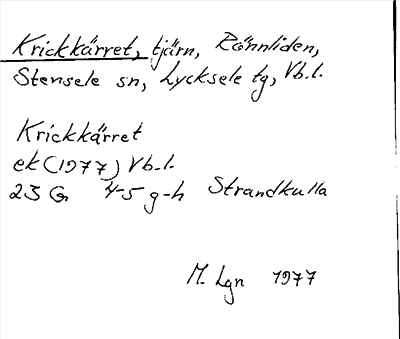 Krickkärret, tjärn, Rönnliden,
Stensele sn, Lycksele tg, Vb.l.
Krickkärret
ek (1977) Vb.l.
23 G 4-5 g-h Strandkulla
M. Lgn 1977